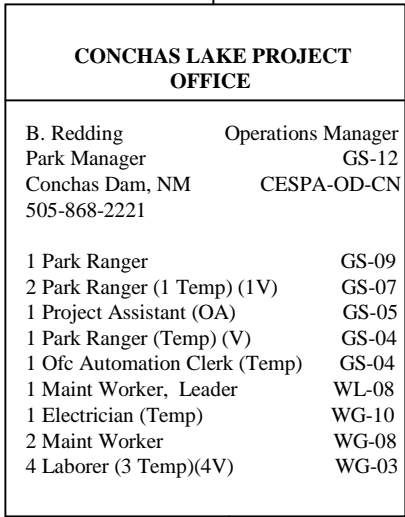 CONCHAS LAKE PROJECT
OFFICE
B. Redding Operations Manager
Park Manager GS-12
Conchas Dam, NM CESPA-OD-CN
505-868-2221
1 Park Ranger GS-09
2 Park Ranger (1 Temp) (1V) GS-07
1 Project Assistant (OA) GS-05
1 Park Ranger (Temp) (V) GS-04
1 Ofc Automation Clerk (Temp) GS-04
1 Maint Worker, Leader WL-08
1 Electrician (Temp) WG-10
2 Maint Worker WG-08
4 Laborer (3 Temp)(4V) WG-03